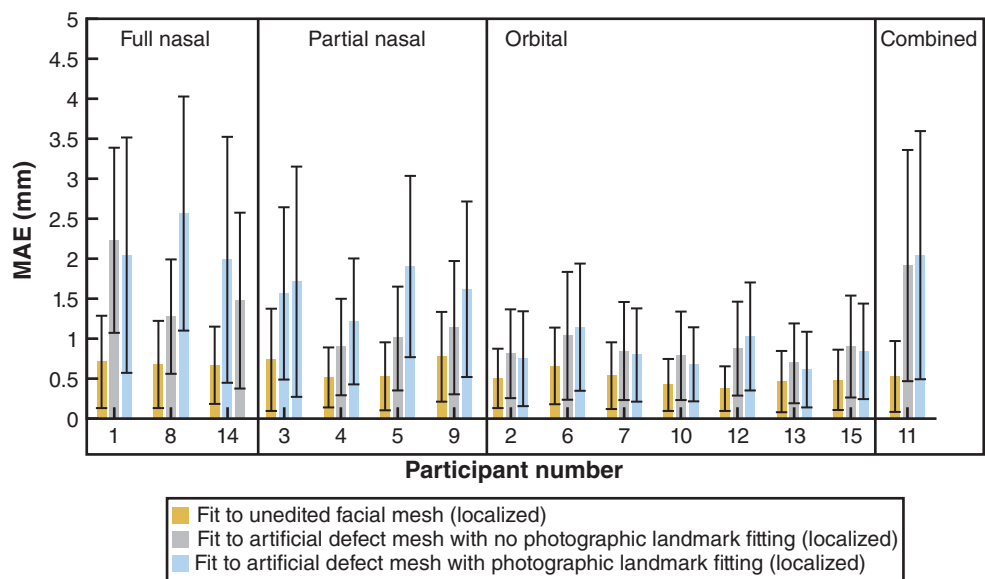 5
4.5
4
3.5
3
2.5
2
1.5
1
0.5
0
MAE (mm)
Full nasal
Partial nasal
Orbital
Combined
1 8 14 3 4 5 9 2 6 7 10 12 13 15 11
Participant number
Fit to unedited facial mesh (localized)
Fit to artificial defect mesh with no photographic landmark fitting (localized)
Fit to artificial defect mesh with photographic landmark fitting (localized)